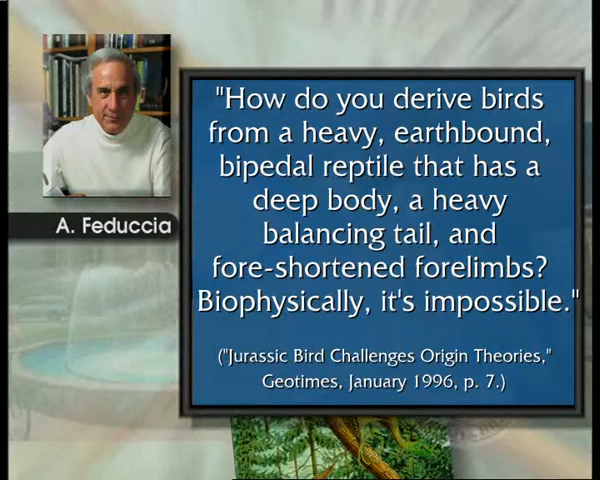 "How do you derive birds
from a heavy, earthbound,
bipedal reptile that has a
deep body, a heavy
balancing tail, and
fore-shortened forelimbs?
Biophysically, it's impossible."
("Jurassic Bird Challenges Origin Theories,"
Geotimes, January 1996, p. 7.)
A. Feduccia